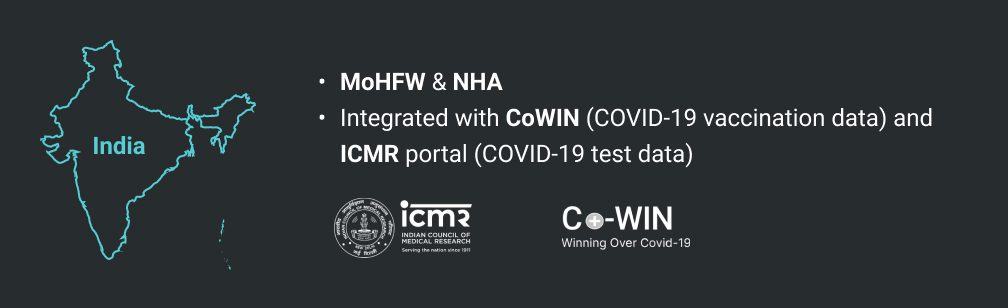 India
• MoHFW & NHA
• Integrated with CoWIN (COVID-19 vaccination data) and
ICMR portal (COVID-19 test data)
icmr
INDIAN COUNCIL OF
MEDICAL RESEARCH
Serving the nation since 1911
Co-WIN
Winning Over Covid-19